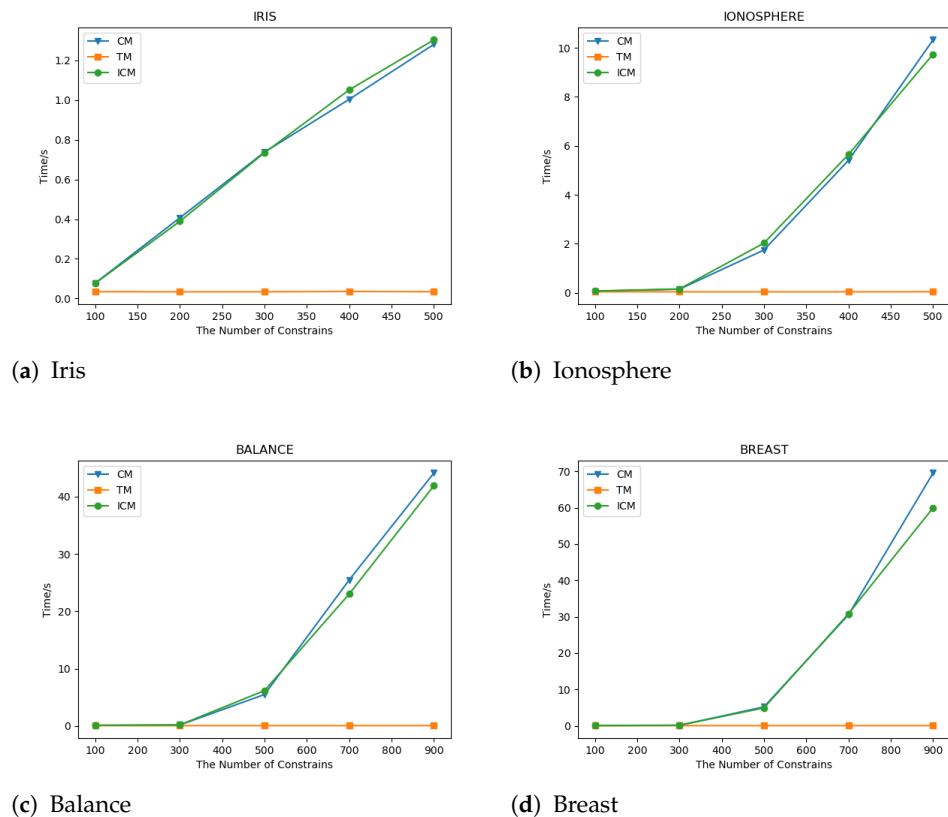 IRIS
CM
TM
ICM
Time/s
1.2
1.0
0.8
0.6
0.4
0.2
0.0
100 150 200 250 300 350 400 450 500
The Number of Constrains
(a) Iris
IONOSPHERE
CM
TM
ICM
Time/s
10
8
6
4
2
0
100 150 200 250 300 350 400 450 500
The Number of Constrains
(b) Ionosphere
BALANCE
CM
TM
ICM
Time/s
40
30
20
10
0
100 200 300 400 500 600 700 800 900
The Number of Constrains
(c) Balance
BREAST
CM
TM
ICM
Time/s
70
60
50
40
30
20
10
0
100 200 300 400 500 600 700 800 900
The Number of Constrains
(d) Breast